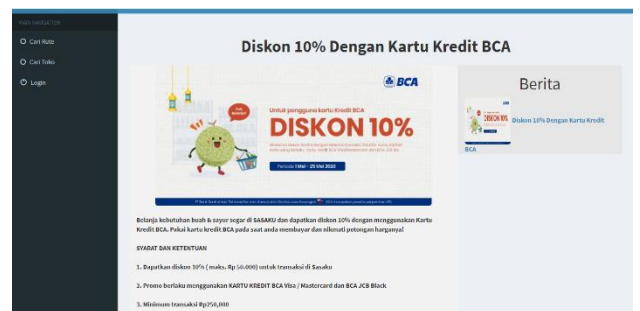 MAIN NAVIGATION
Cari Rute
Cari Toko
Login
Diskon 10% Dengan Kartu Kredit BCA
BCA
Untuk pengguna kartu Kredit BCA
DISKON 10%
Periode 1 Mei - 25 Mei 2020
Belanja kebutuhan buah & sayur segar di SASAKU dan dapatkan diskon 10% dengan menggunakan Kartu
Kredit BCA. Pakai kartu kredit BCA pada saat anda membayar dan nikmati potongan harganya!
SYARAT DAN KETENTUAN
1. Dapatkan diskon 10% ( maks. Rp 50.000) untuk transaksi di Sasaku
2. Promo berlaku menggunakan KARTU KREDIT BCA Visa / Mastercard dan BCA JCB Black
3. Minimum transaksi Rp250,000
Berita
DISKON 10%
Diskon 10% Dengan Kartu Kredit
BCA